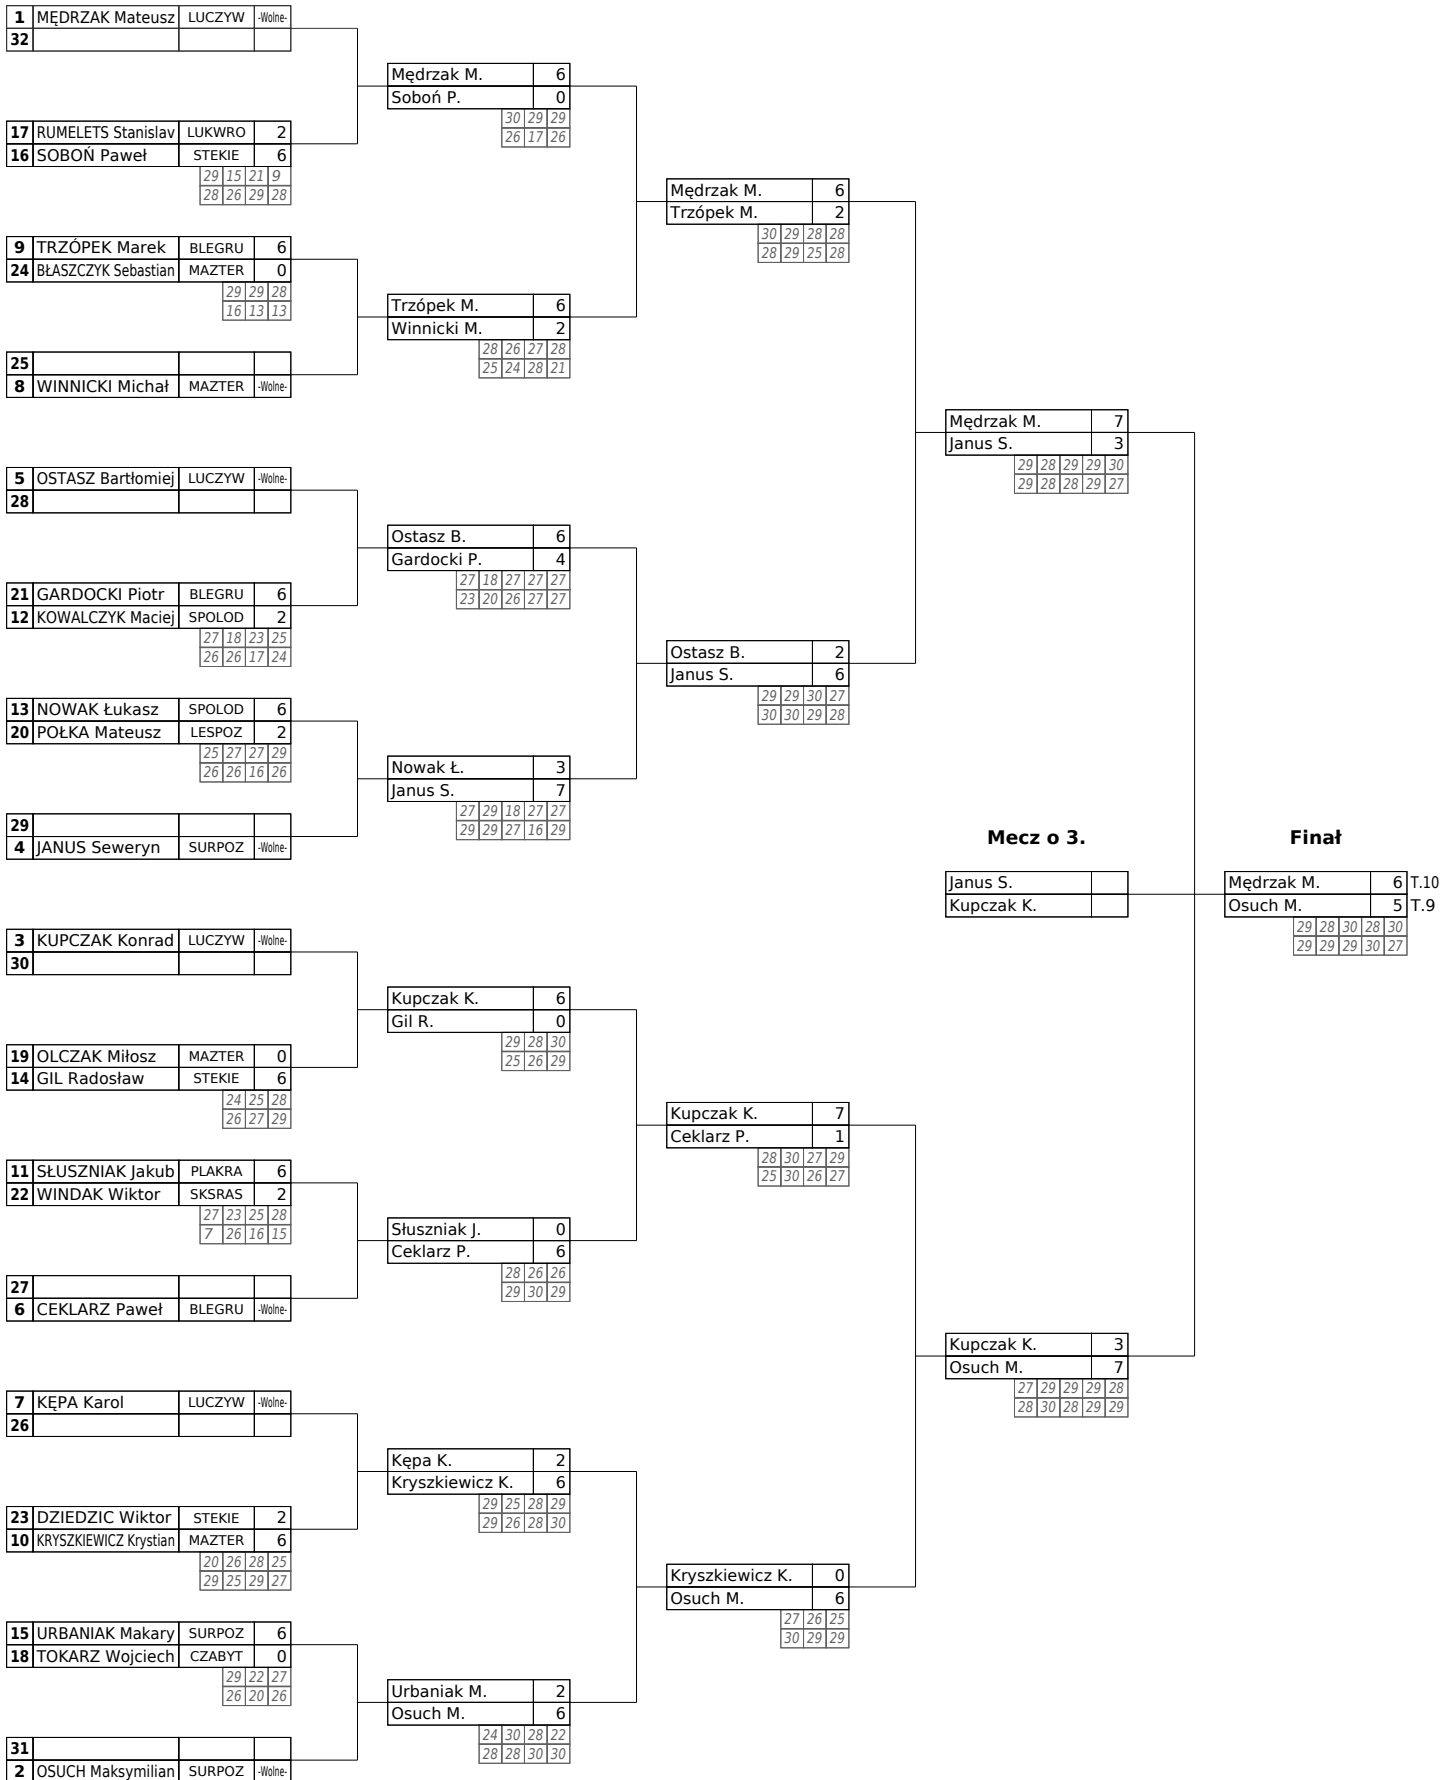 1 MĘDRZAK Mateusz LUCZYW -Wolne-
32
Mędrzak M. 6
Soboń P. 0
30 29 29
26 17 26
17 RUMELETS Stanislav LUKWRO 2
16 SOBOŃ Paweł STEKIE 6
29 15 21 9
28 26 29 28
Mędrzak M. 6
Trzópek M. 2
30 29 28 28
28 29 25 28
9 TRZÓPEK Marek BLEGRU 6
24 BŁASZCZYK Sebastian MAZTER 0
29 29 28
16 13 13
Trzópek M. 6
Winnicki M. 2
28 26 27 28
25 24 28 21
25
8 WINNICKI Michał MAZTER -Wolne-
Mędrzak M. 7
Janus S. 3
29 28 29 29 30
29 28 28 29 27
5 OSTASZ Bartłomiej LUCZYW -Wolne-
28
Ostasz B. 6
Gardocki P. 4
27 18 27 27 27
23 20 26 27 27
21 GARDOCKI Piotr BLEGRU 6
12 KOWALCZYK Maciej SPOLOD 2
27 18 23 25
26 26 17 24
Ostasz B. 2
Janus S. 6
29 29 30 27
30 30 29 28
13 NOWAK Łukasz SPOLOD 6
20 POŁKA Mateusz LESPOZ 2
25 27 27 29
26 26 16 26
Nowak Ł. 3
Janus S. 7
27 29 18 27 27
29 29 27 16 29
29
4 JANUS Seweryn SURPOZ -Wolne-
Mecz o 3. Finał
Janus S. Mędrzak M. 6 T.10
Kupczak K. Osuch M. 5 T.9
29 28 30 28 30
29 29 29 30 27
3 KUPCZAK Konrad LUCZYW -Wolne-
30
Kupczak K. 6
Gil R. 0
29 28 30
25 26 29
19 OLCZAK Miłosz MAZTER 0
14 GIL Radosław STEKIE 6
24 25 28
26 27 29
Kupczak K. 7
Ceklarz P. 1
28 30 27 29
25 30 26 27
11 SŁUSZNIAK Jakub PLAKRA 6
22 WINDAK Wiktor SKSRAS 2
27 23 25 28
7 26 16 15
Słuszniak J. 0
Ceklarz P. 6
28 26 26
29 30 29
27
6 CEKLARZ Paweł BLEGRU -Wolne-
Kupczak K. 3
Osuch M. 7
27 29 29 29 28
28 30 28 29 29
7 KĘPA Karol LUCZYW -Wolne-
26
Kępa K. 2
Kryszkiewicz K. 6
29 25 28 29
29 26 28 30
23 DZIEDZIC Wiktor STEKIE 2
10 KRYSZKIEWICZ Krystian MAZTER 6
20 26 28 25
29 25 29 27
Kryszkiewicz K. 0
Osuch M. 6
27 26 25
30 29 29
15 URBANIAK Makary SURPOZ 6
18 TOKARZ Wojciech CZABYT 0
29 22 27
26 20 26
Urbaniak M. 2
Osuch M. 6
24 30 28 22
28 28 30 30
31
2 OSUCH Maksymilian SURPOZ -Wolne-